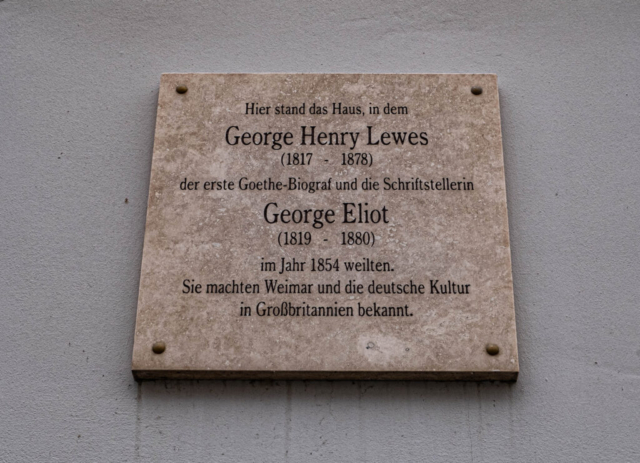 Hier stand das Haus, in dem
George Henry Lewes
(1817 - 1878)
der erste Goethe-Biograf und die Schriftstellerin
George Eliot
(1819 - 1880)
im Jahr 1854 weilten.
Sie machten Weimar und die deutsche Kultur
in Großbritannien bekannt.